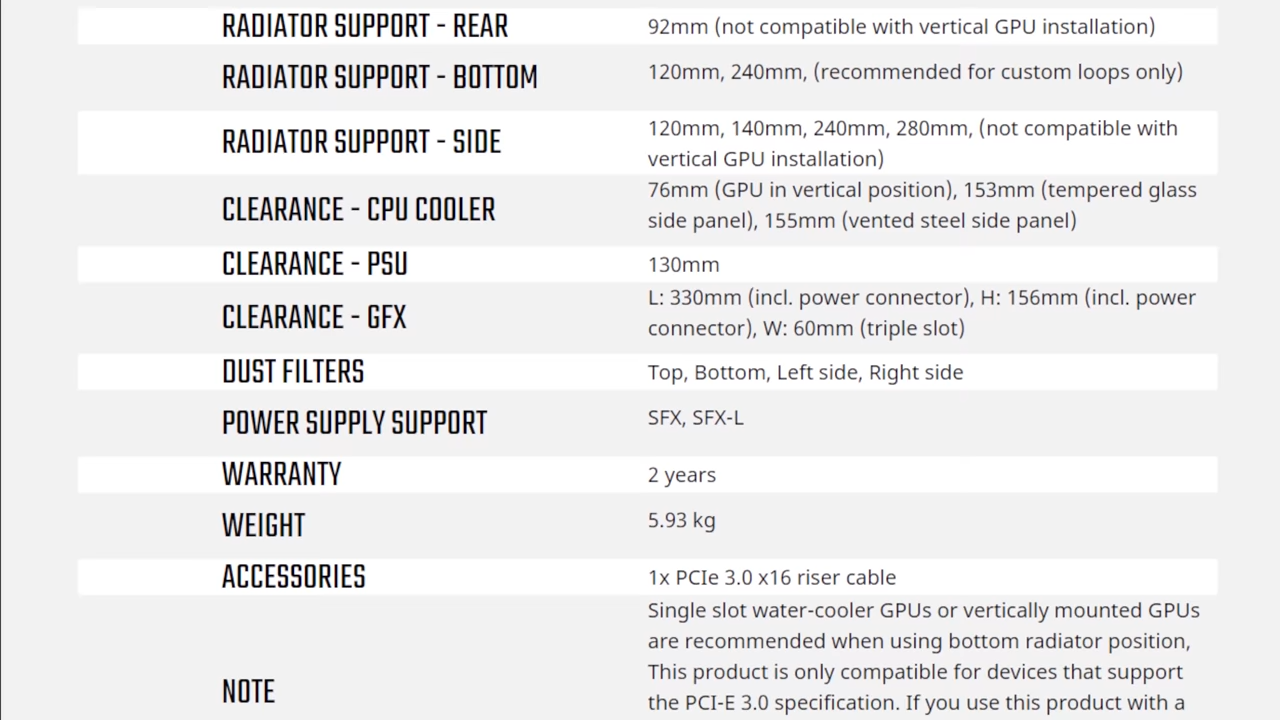 RADIATOR SUPPORT - REAR
92mm (not compatible with vertical GPU installation)
RADIATOR SUPPORT - BOTTOM
120mm, 240mm, (recommended for custom loops only)
RADIATOR SUPPORT - SIDE
120mm, 140mm, 240mm, 280mm, (not compatible with
vertical GPU installation)
CLEARANCE - CPU COOLER
76mm (GPU in vertical position), 153mm (tempered glass
side panel), 155mm (vented steel side panel)
CLEARANCE - PSU
130mm
CLEARANCE - GFX
L: 330mm (incl. power connector), H: 156mm (incl. power
connector), W: 60mm (triple slot)
DUST FILTERS
Top, Bottom, Left side, Right side
POWER SUPPLY SUPPORT
SFX, SFX-L
WARRANTY
2 years
WEIGHT
5.93 kg
ACCESSORIES
1x PCIe 3.0 x16 riser cable
NOTE
Single slot water-cooler GPUs or vertically mounted GPUs
are recommended when using bottom radiator position,
This product is only compatible for devices that support
the PCI-E 3.0 specification. If you use this product with a